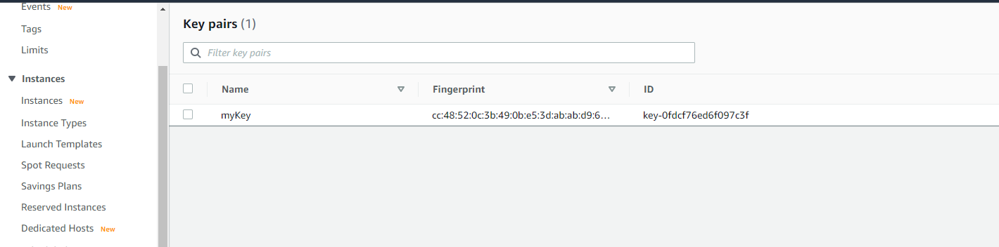 Events New
Tags
Limits
Instances
Instances New
Instance Types
Launch Templates
Spot Requests
Savings Plans
Reserved Instances
Dedicated Hosts New
Key pairs (1)
Filter key pairs
Name Fingerprint ID
myKey cc:48:52:0c:3b:49:0b:e5:3d:ab:ab:d9:6... key-0fdcf76ed6f097c3f